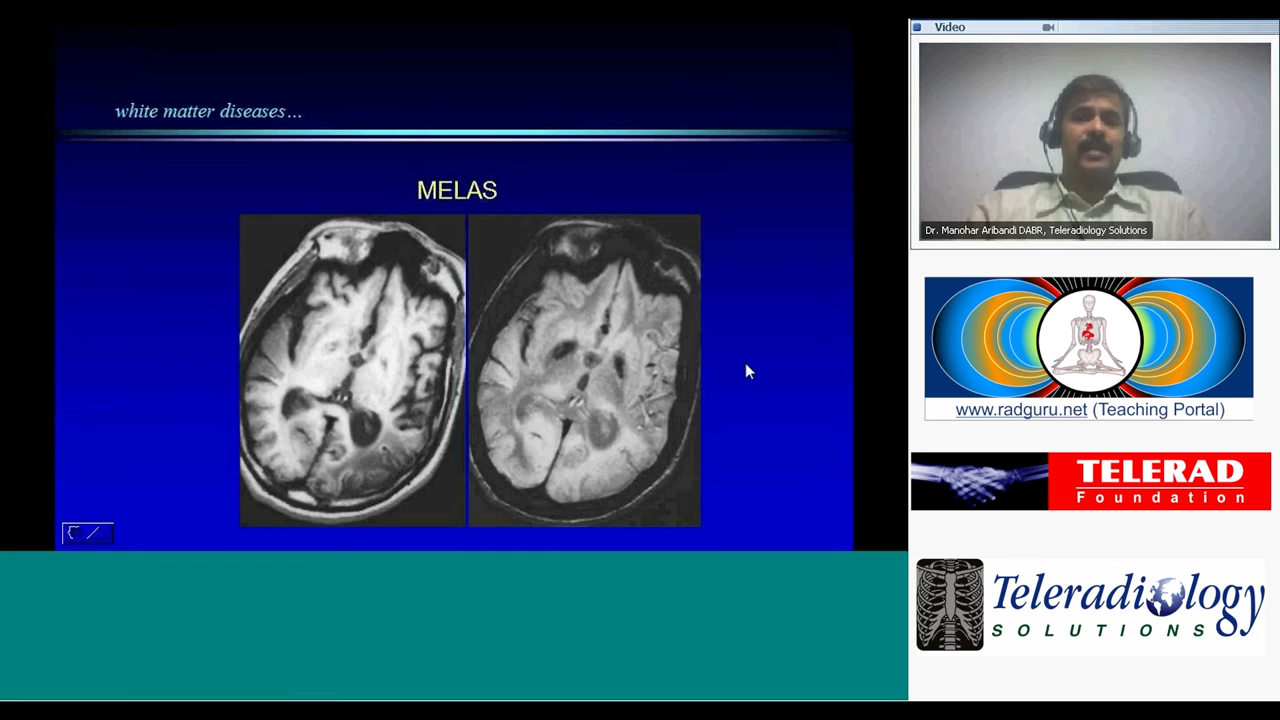 white matter diseases…
MELAS
Video
Dr. Manohar Aribandi DABR, Teleradiology Solutions
www.radguru.net (Teaching Portal)
TELERAD
Foundation
Teleradiology
SOLUTIONS